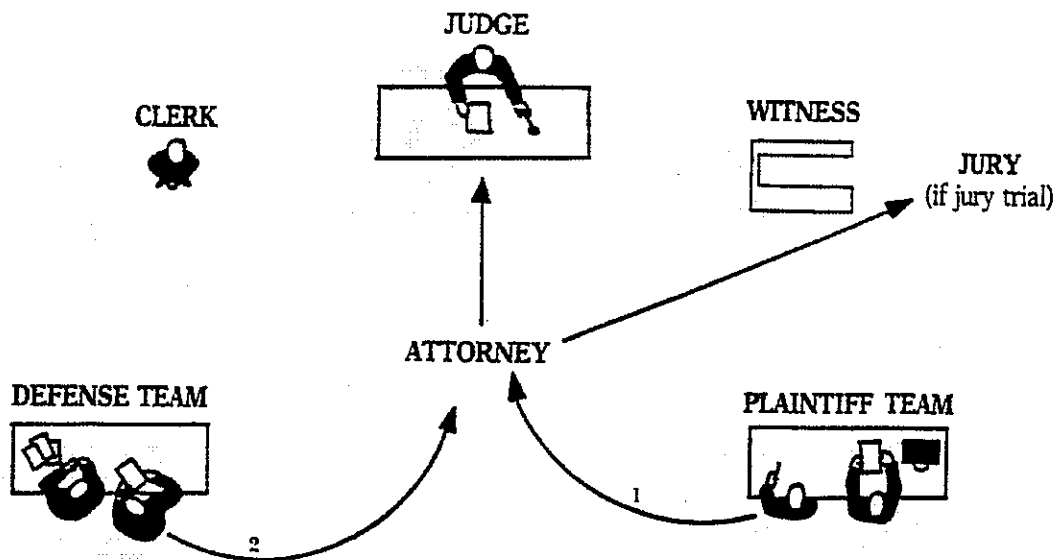 JUDGE
CLERK
WITNESS
JURY
(if jury trial)
ATTORNEY
DEFENSE TEAM
PLAINTIFF TEAM
1
2